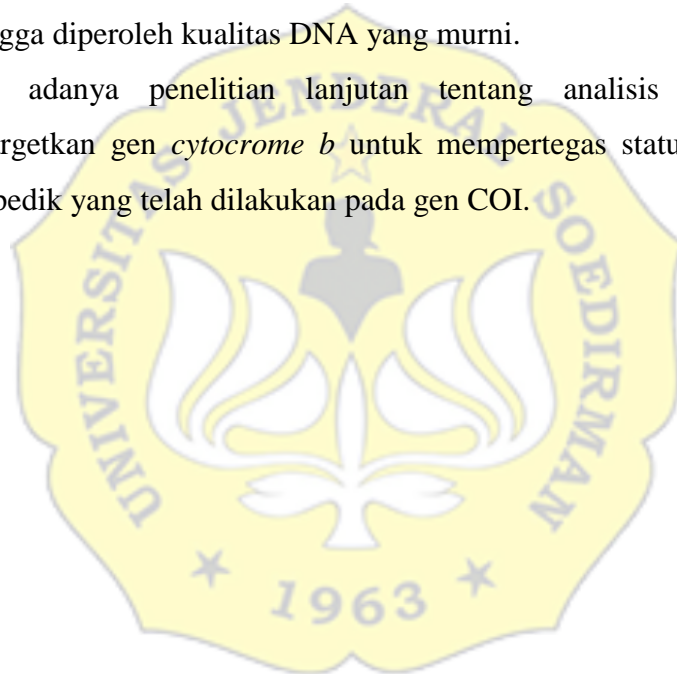 ngga diperoleh kualitas DNA yang murni.
adanya penelitian lanjutan tentang analisis
rgetkan gen cytocrome b untuk mempertegas statu
pedik yang telah dilakukan pada gen COI.
UNIVERSITAS JENDERAL SOEDIRMAN
1963